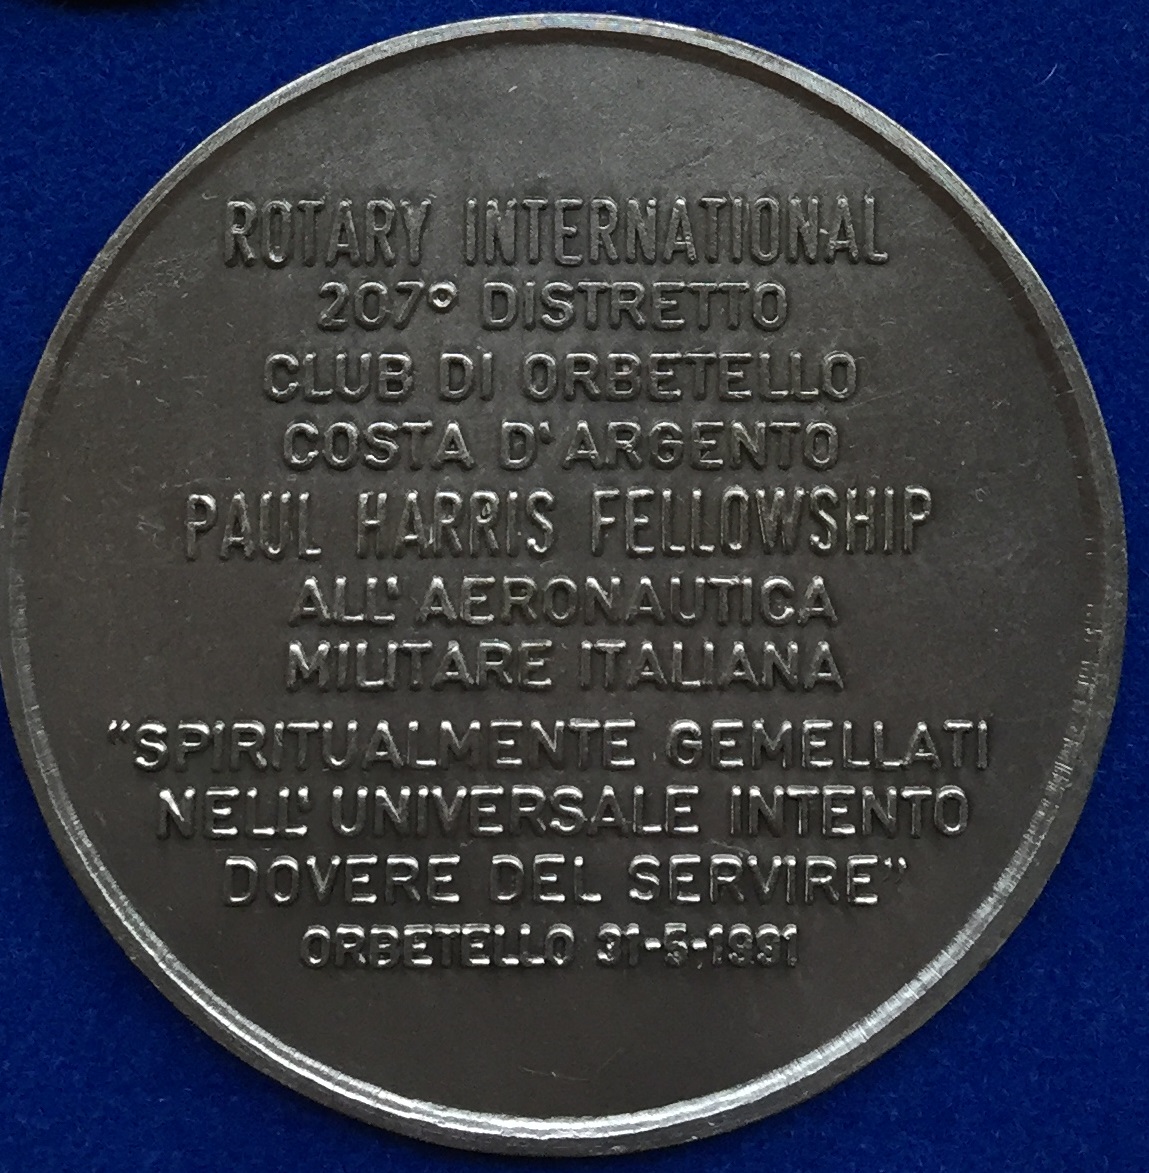 ROTARY INTERNATIONAL
207° DISTRETTO
CLUB DI ORBETELLO
COSTA D'ARGENTO
PAUL HARRIS FELLOWSHIP
ALL' AERONAUTICA
MILITARE ITALIANA
"SPIRITUALMENTE GEMELLATI
NELL' UNIVERSALE INTENTO
DOVERE DEL SERVIRE"
ORBETELLO 31-5-1991